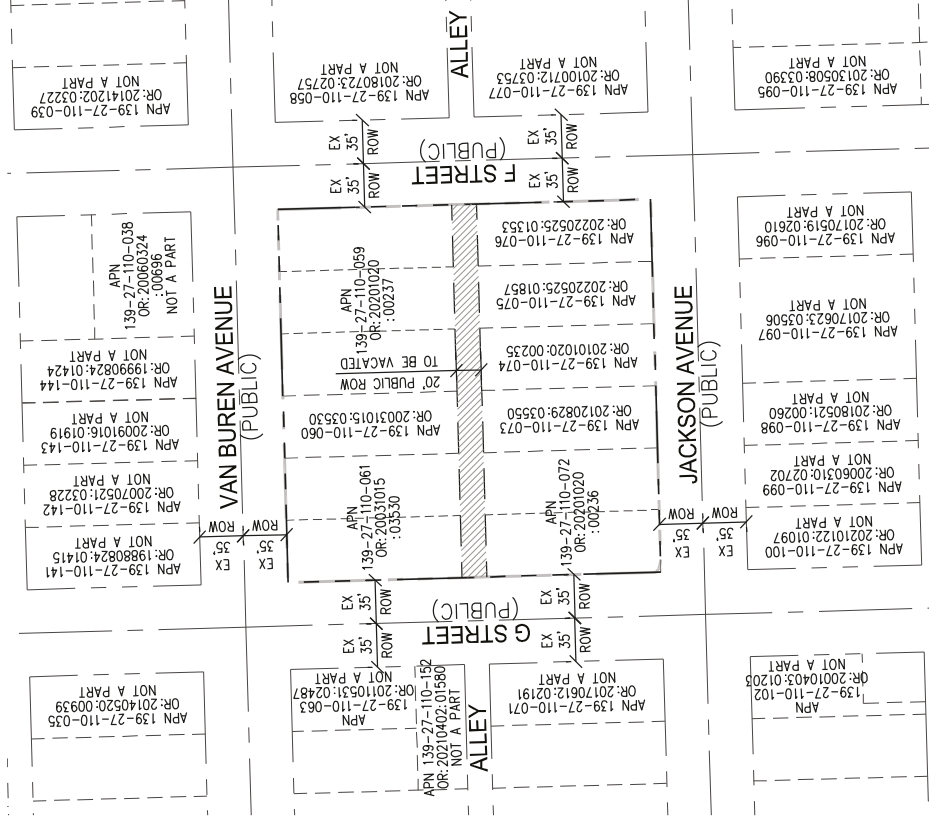 APN 139-27-110-039
OR: 20141202:03227
NOT A PART
APN 139-27-110-058
OR: 20180723:02757
NOT A PART
ALLEY
APN 139-27-110-077
OR: 20100712:03753
NOT A PART
APN 139-27-110-095
OR: 20130508:03390
NOT A PART
EX
35'
ROW
EX
35'
ROW
F STREET
(PUBLIC)
EX
35'
ROW
EX
35'
ROW
APN
139-27-110-038
OR: 20060324
:00696
NOT A PART
APN 139-27-110-144
OR: 19990824:01424
NOT A PART
APN 139-27-110-143
OR: 20091016:01919
NOT A PART
APN 139-27-110-142
OR: 20070521:03228
NOT A PART
APN 139-27-110-141
OR: 19880824:01415
NOT A PART
VAN BUREN AVENUE
(PUBLIC)
EX
35'
ROW
EX
35'
ROW
APN
139-27-110-059
OR: 20201020
:00237
20' PUBLIC ROW
TO BE VACATED
APN 139-27-110-060
OR: 20031015:03530
APN
139-27-110-061
OR: 20031015
:03530
APN 139-27-110-076
OR: 20220525:01353
APN 139-27-110-075
OR: 20220525:01857
APN 139-27-110-074
OR: 20101020:00235
APN 139-27-110-073
OR: 20120829:03550
APN
139-27-110-072
OR: 20201020
:00236
JACKSON AVENUE
(PUBLIC)
EX
35'
ROW
EX
35'
ROW
APN 139-27-110-096
OR: 20170519:02610
NOT A PART
APN 139-27-110-097
OR: 20170623:03506
NOT A PART
APN 139-27-110-098
OR: 20180521:00260
NOT A PART
APN 139-27-110-099
OR: 20060310:02702
NOT A PART
APN 139-27-110-100
OR: 20210122:01097
NOT A PART
EX
35'
ROW
EX
35'
ROW
G STREET
(PUBLIC)
EX
35'
ROW
EX
35'
ROW
APN 139-27-110-035
OR: 20140520:00939
NOT A PART
APN
139-27-110-063
OR: 20110531:02487
NOT A PART
APN 139-27-110-152
OR: 20210402:01580
NOT A PART
ALLEY
APN 139-27-110-071
OR: 20170612:02191
NOT A PART
APN
139-27-110-102
OR: 20010403:01203
NOT A PART